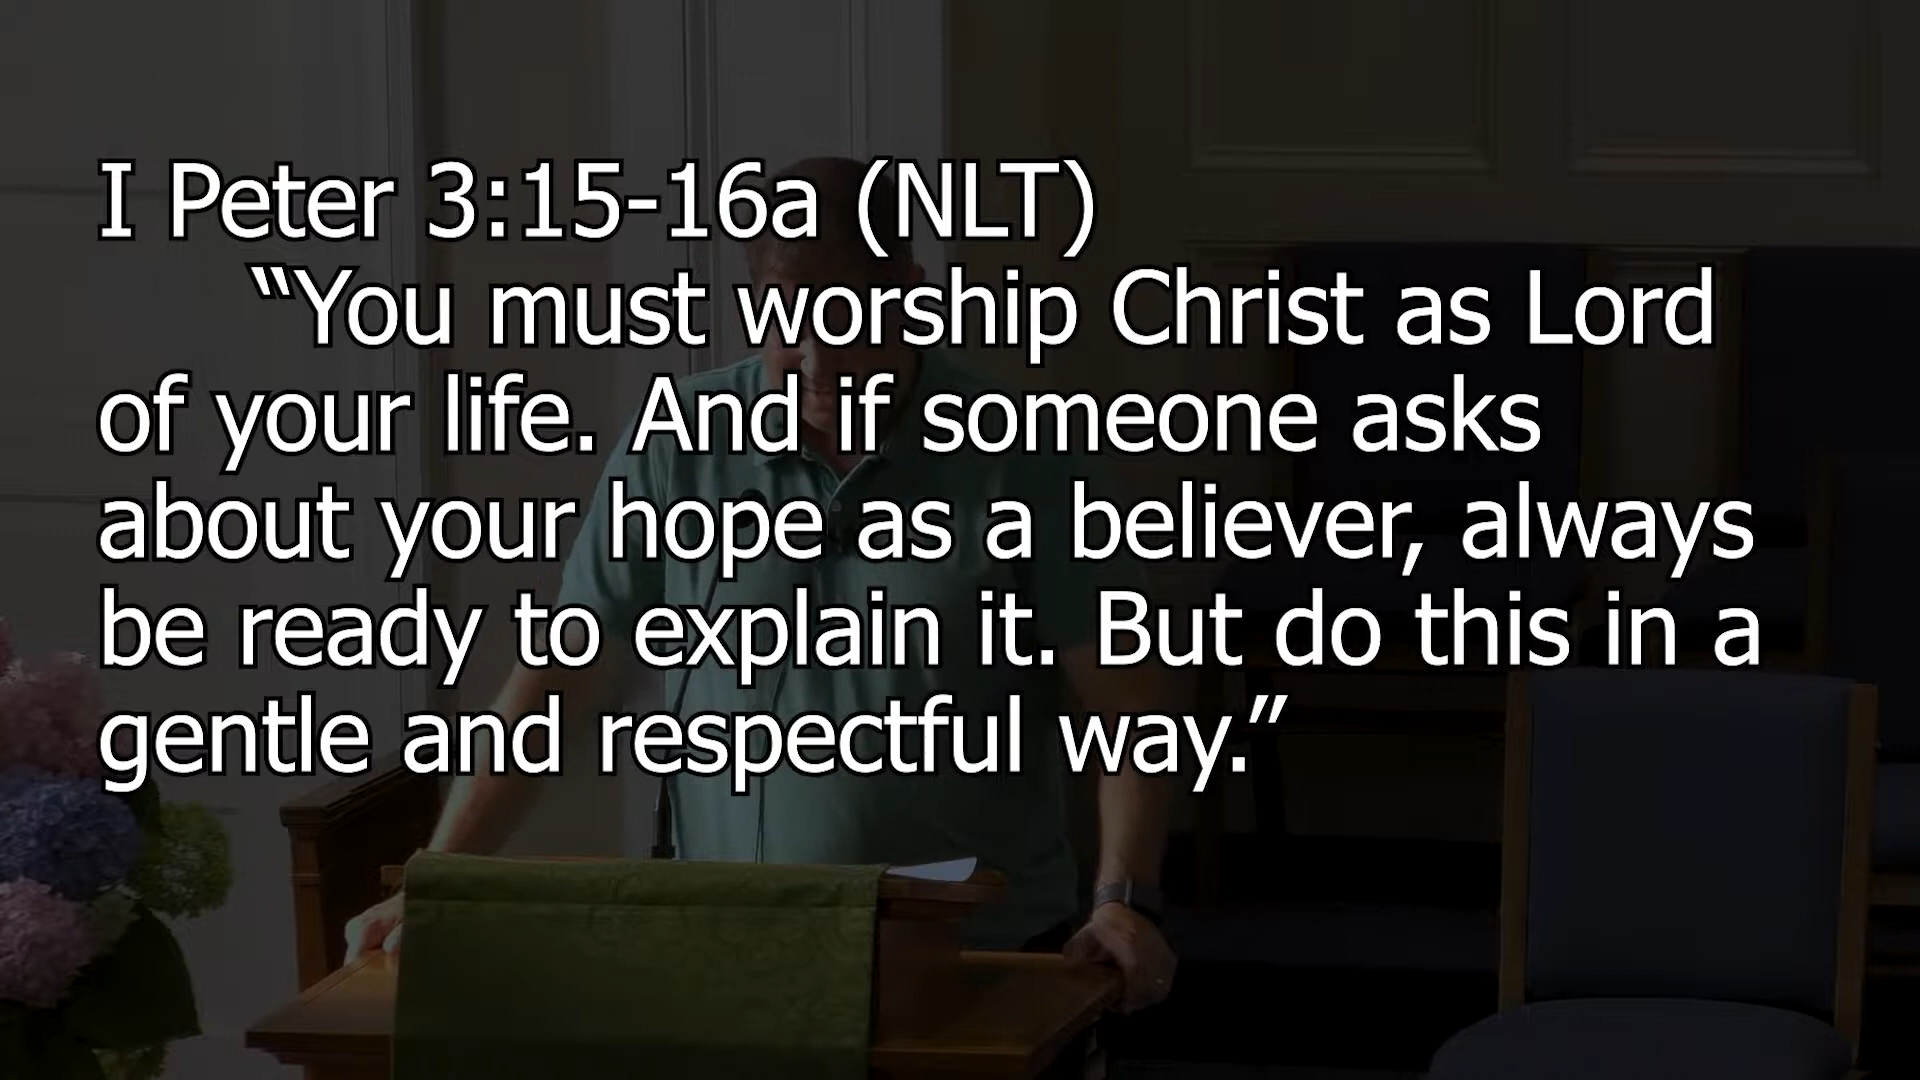 I Peter 3:15-16a (NLT)
“You must worship Christ as Lord
of your life. And if someone asks
about your hope as a believer, always
be ready to explain it. But do this in a
gentle and respectful way.”